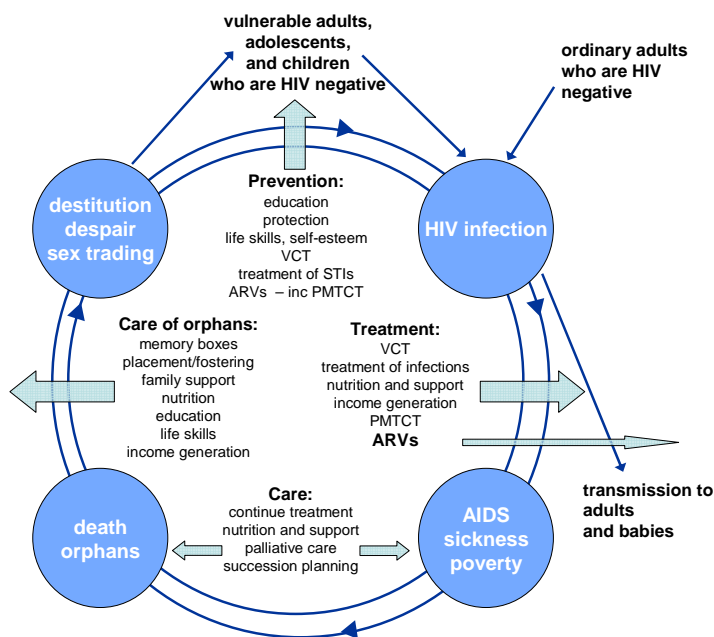 vulnerable adults,
adolescents,
and children
who are HIV negative
ordinary adults
who are HIV
negative
destitution
despair
sex trading
Prevention:
education
protection
life skills, self-esteem
VCT
treatment of STIs
ARVs – inc PMTCT
HIV infection
Care of orphans:
memory boxes
placement/fostering
family support
nutrition
education
life skills
income generation
Treatment:
VCT
treatment of infections
nutrition and support
income generation
PMTCT
ARVs
death
orphans
Care:
continue treatment
nutrition and support
palliative care
succession planning
AIDS
sickness
poverty
transmission to
adults
and babies